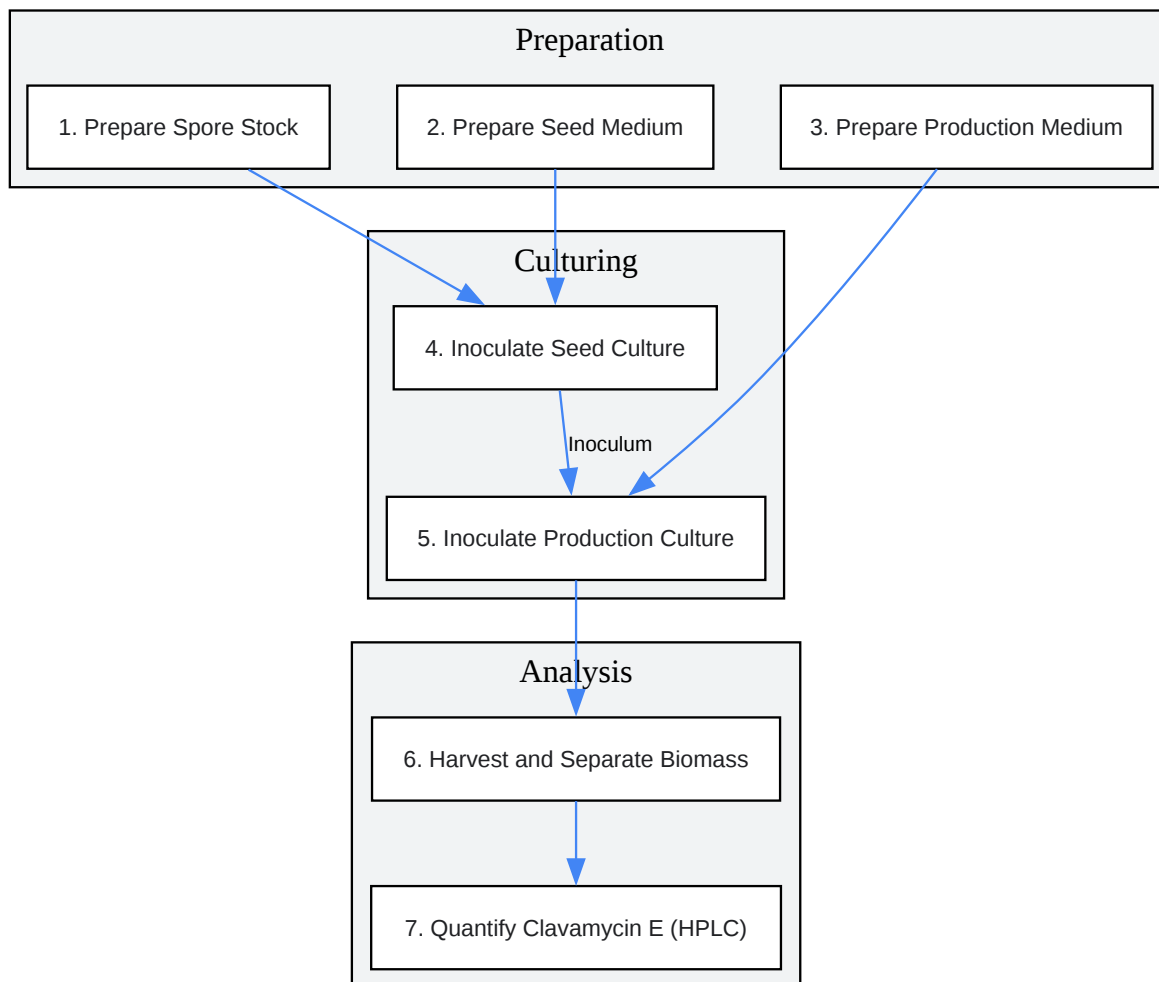 Preparation
1. Prepare Spore Stock
2. Prepare Seed Medium
3. Prepare Production Medium
Culturing
4. Inoculate Seed Culture
Inoculum
5. Inoculate Production Culture
Analysis
6. Harvest and Separate Biomass
7. Quantify Clavamycin E (HPLC)